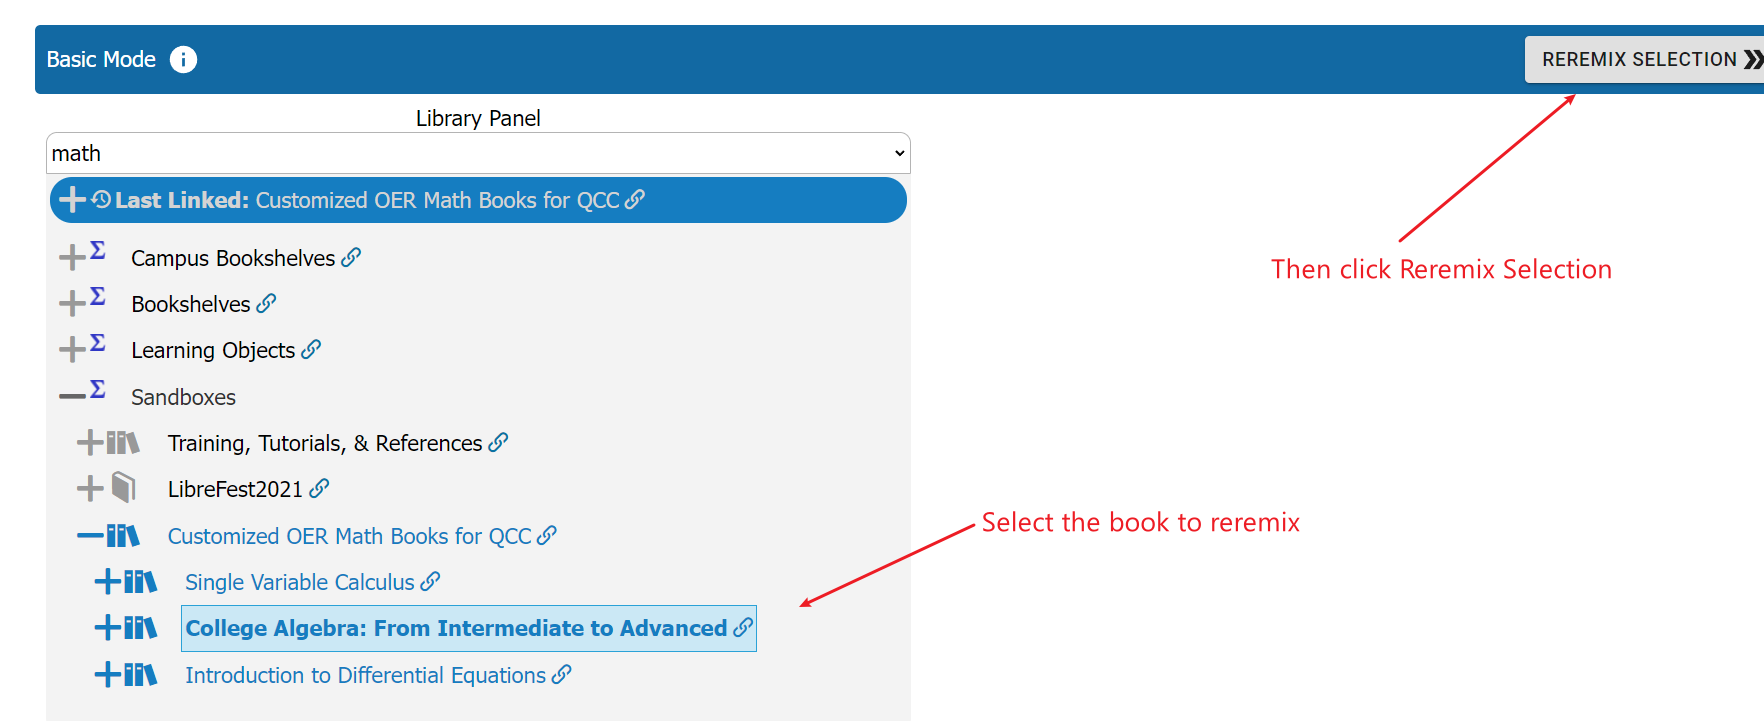 Basic Mode
REREMIX SELECTION
Library Panel
math
Last Linked: Customized OER Math Books for QCC
Σ Campus Bookshelves
Σ Bookshelves
Then click Reremix Selection
Σ Learning Objects
Σ Sandboxes
Training, Tutorials, & References
LibreFest2021
Select the book to reremix
Customized OER Math Books for QCC
Single Variable Calculus
College Algebra: From Intermediate to Advanced
Introduction to Differential Equations